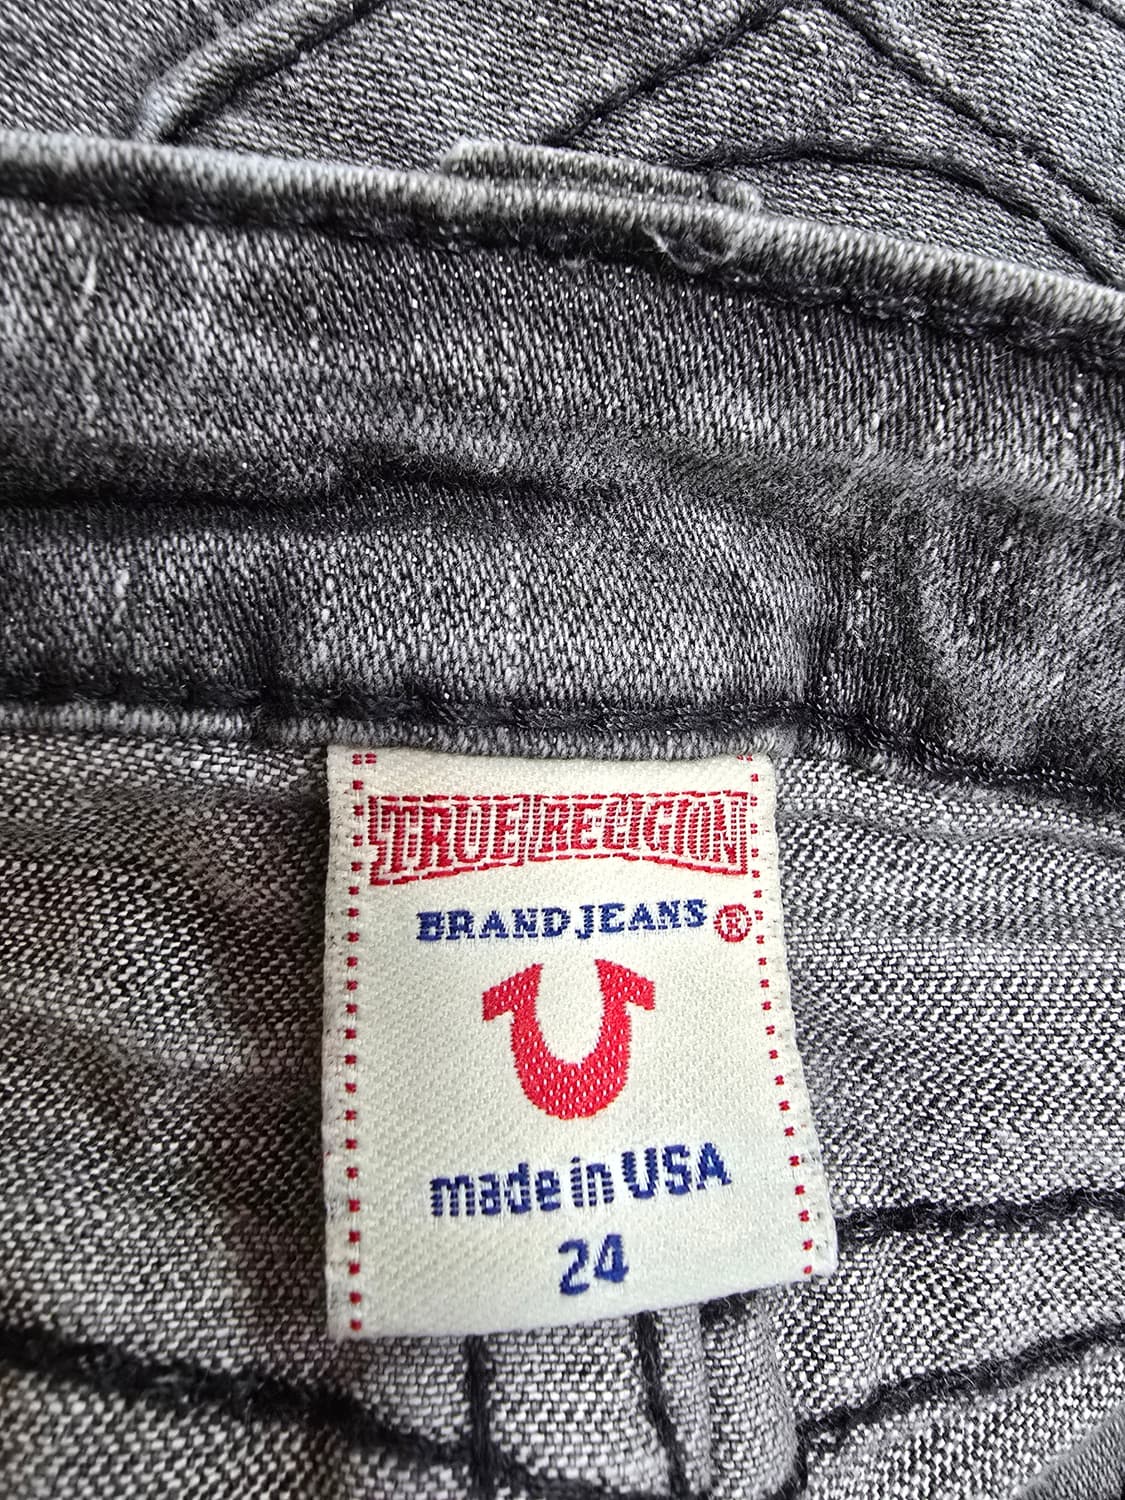 TRUE RELIGION
BRAND JEANS®
made in USA
24